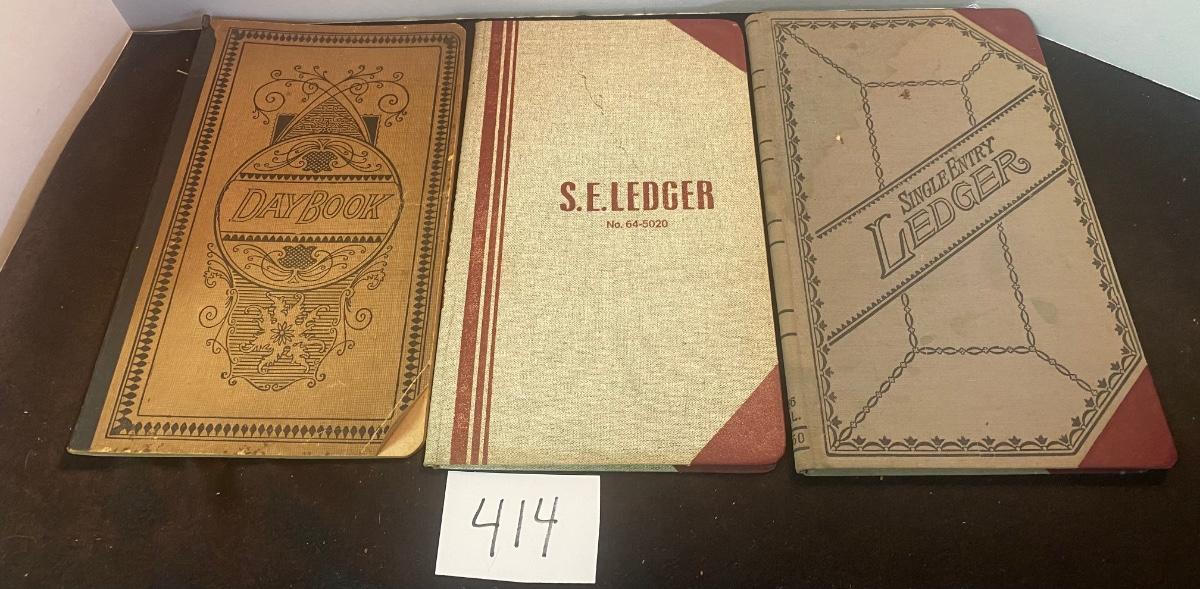 DAY BOOK
S.E. LEDGER
No. 64-5020
SINGLE ENTRY
LEDGER
414